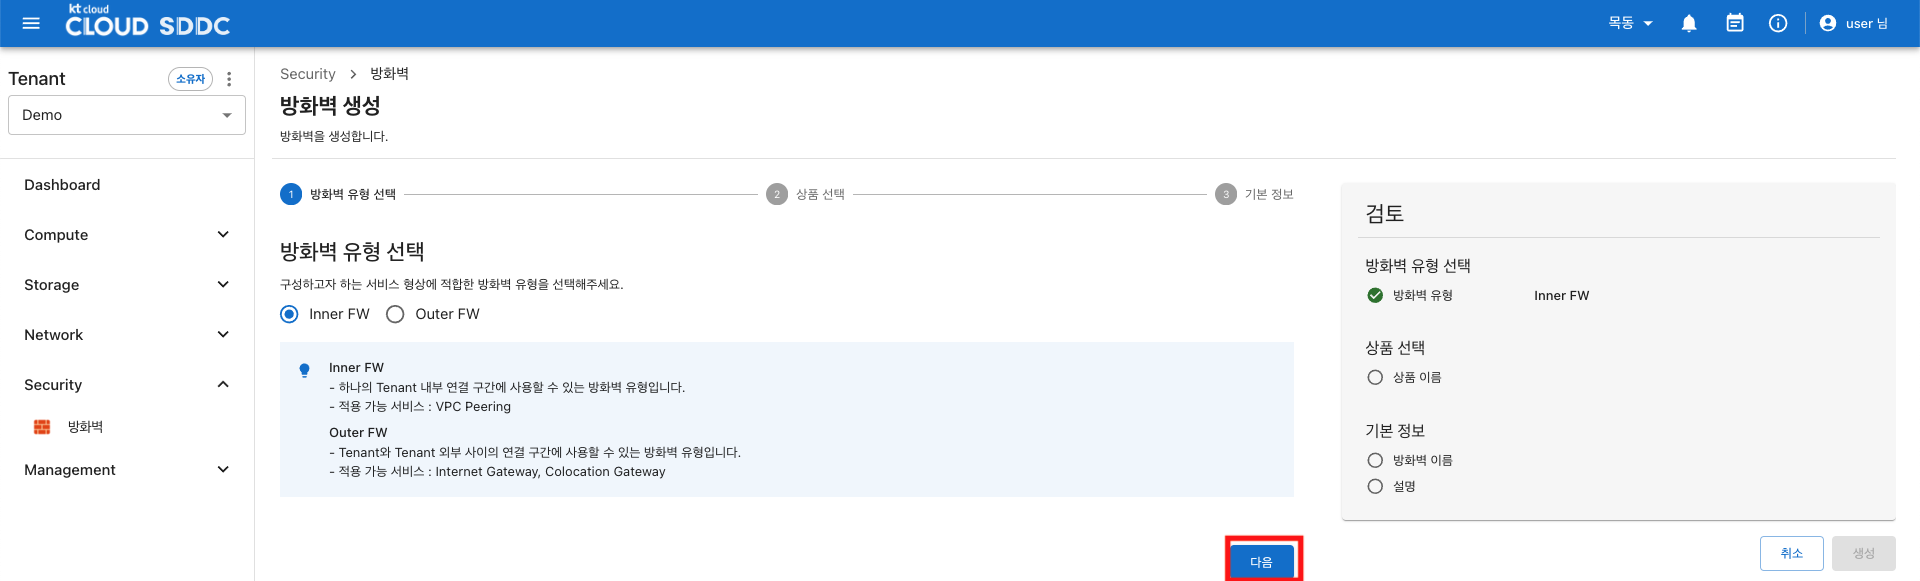 kt cloud
CLOUD SDDC
목동
user 님
Tenant
소유자
Demo
Dashboard
Compute
Storage
Network
Security
방화벽
Management
Security > 방화벽
방화벽 생성
방화벽을 생성합니다.
1 방화벽 유형 선택
2 상품 선택
3 기본 정보
방화벽 유형 선택
구성하고자 하는 서비스 형상에 적합한 방화벽 유형을 선택해주세요.
Inner FW
Outer FW
Inner FW
- 하나의 Tenant 내부 연결 구간에 사용할 수 있는 방화벽 유형입니다.
- 적용 가능 서비스 : VPC Peering
Outer FW
- Tenant와 Tenant 외부 사이의 연결 구간에 사용할 수 있는 방화벽 유형입니다.
- 적용 가능 서비스 : Internet Gateway, Colocation Gateway
다음
검토
방화벽 유형 선택
방화벽 유형 Inner FW
상품 선택
상품 이름
기본 정보
방화벽 이름
설명
취소
생성